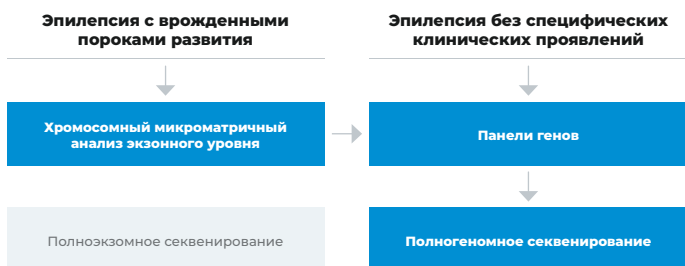 Эпилепсия с врожденными
пороками развития
Эпилепсия без специфических
клинических проявлений
Хромосомный микроматричный
анализ экзонного уровня
Панели генов
Полноэкзомное секвенирование
Полногеномное секвенирование